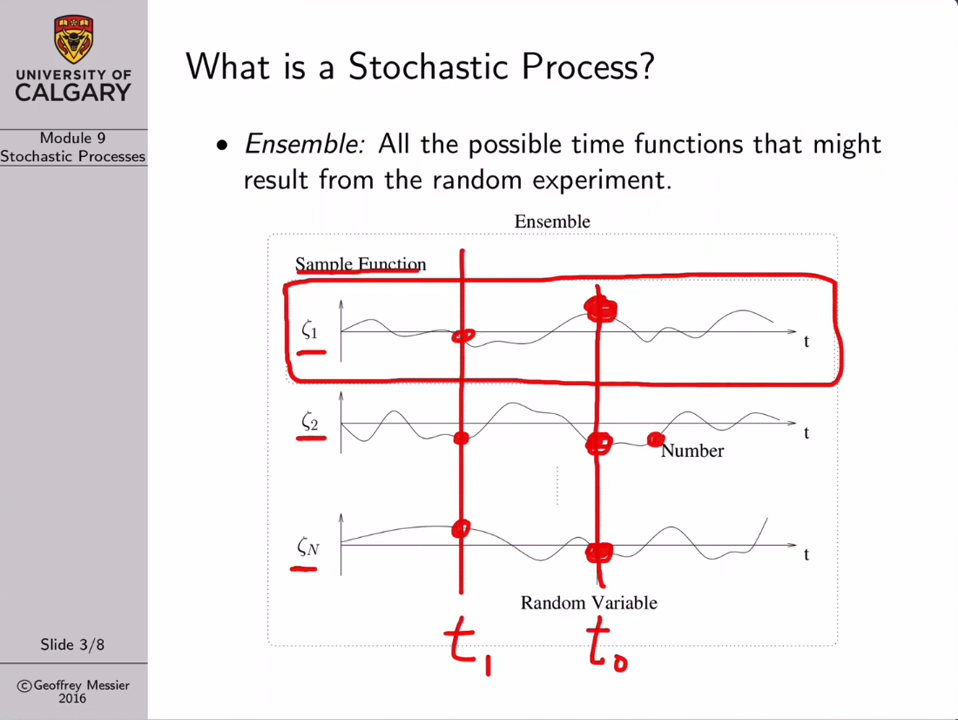 UNIVERSITY OF
CALGARY
Module 9
Stochastic Processes
What is a Stochastic Process?
• Ensemble: All the possible time functions that might
result from the random experiment.
Ensemble
Sample Function
ζ1
t
ζ2
t
Number
ζN
t
Random Variable
t1
t0
Slide 3/8
©Geoffrey Messier
2016